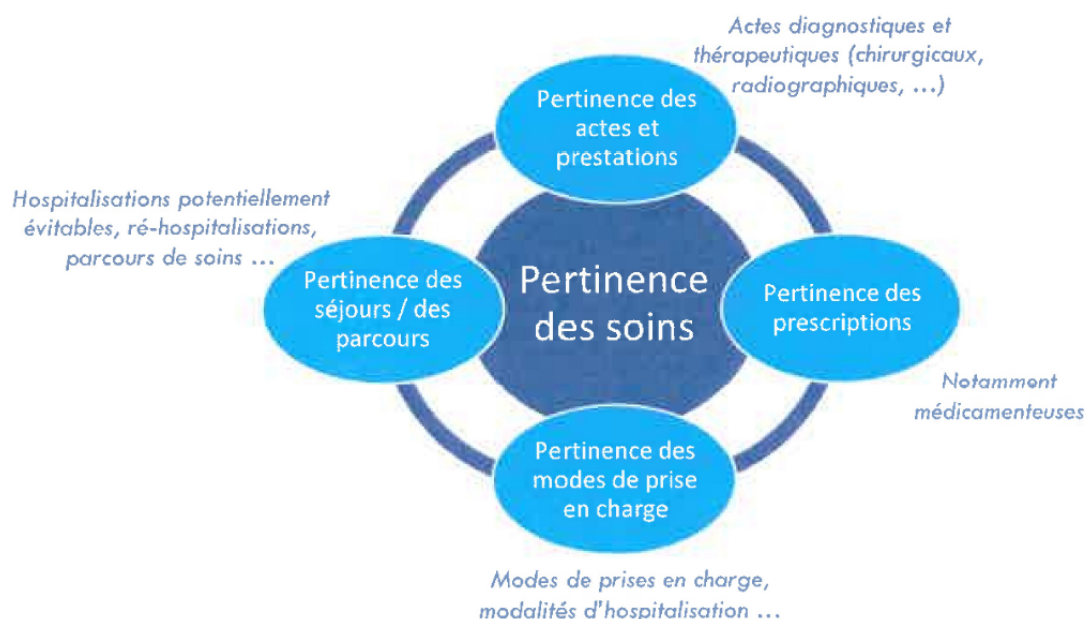 Actes diagnostiques et
thérapeutiques (chirurgicaux,
radiographiques, ...)
Pertinence des
actes et
prestations
Hospitalisations potentiellement
évitables, ré-hospitalisations,
parcours de soins ...
Pertinence des
séjours / des
parcours
Pertinence
des soins
Pertinence des
prescriptions
Notamment
médicamenteuses
Pertinence des
modes de prise
en charge
Modes de prises en charge,
modalités d'hospitalisation ...